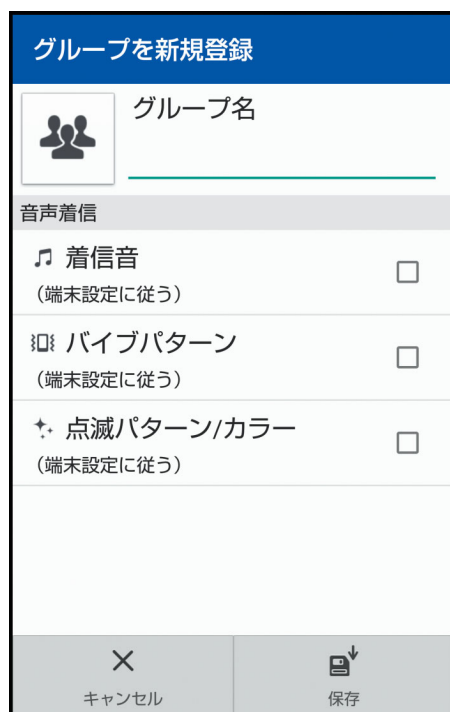 グループを新規登録
グループ名
音声着信
着信音
(端末設定に従う)
バイブパターン
(端末設定に従う)
点滅パターン/カラー
(端末設定に従う)
キャンセル
保存